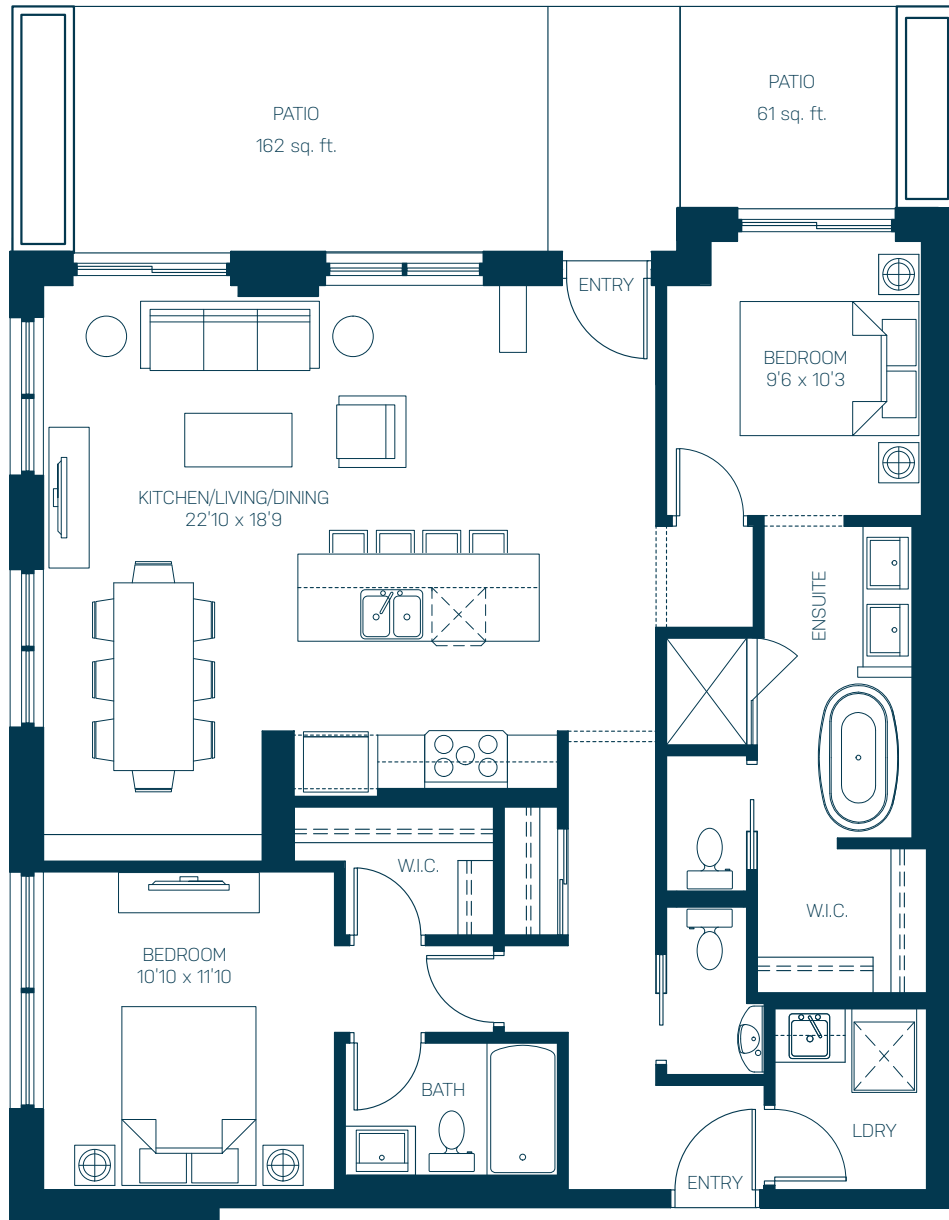 PATIO
162 sq. ft.
PATIO
61 sq. ft.
ENTRY
BEDROOM
9'6 x 10'3
KITCHEN/LIVING/DINING
22'10 x 18'9
ENSUITE
W.I.C.
W.I.C.
BEDROOM
10'10 x 11'10
BATH
LDRY
ENTRY